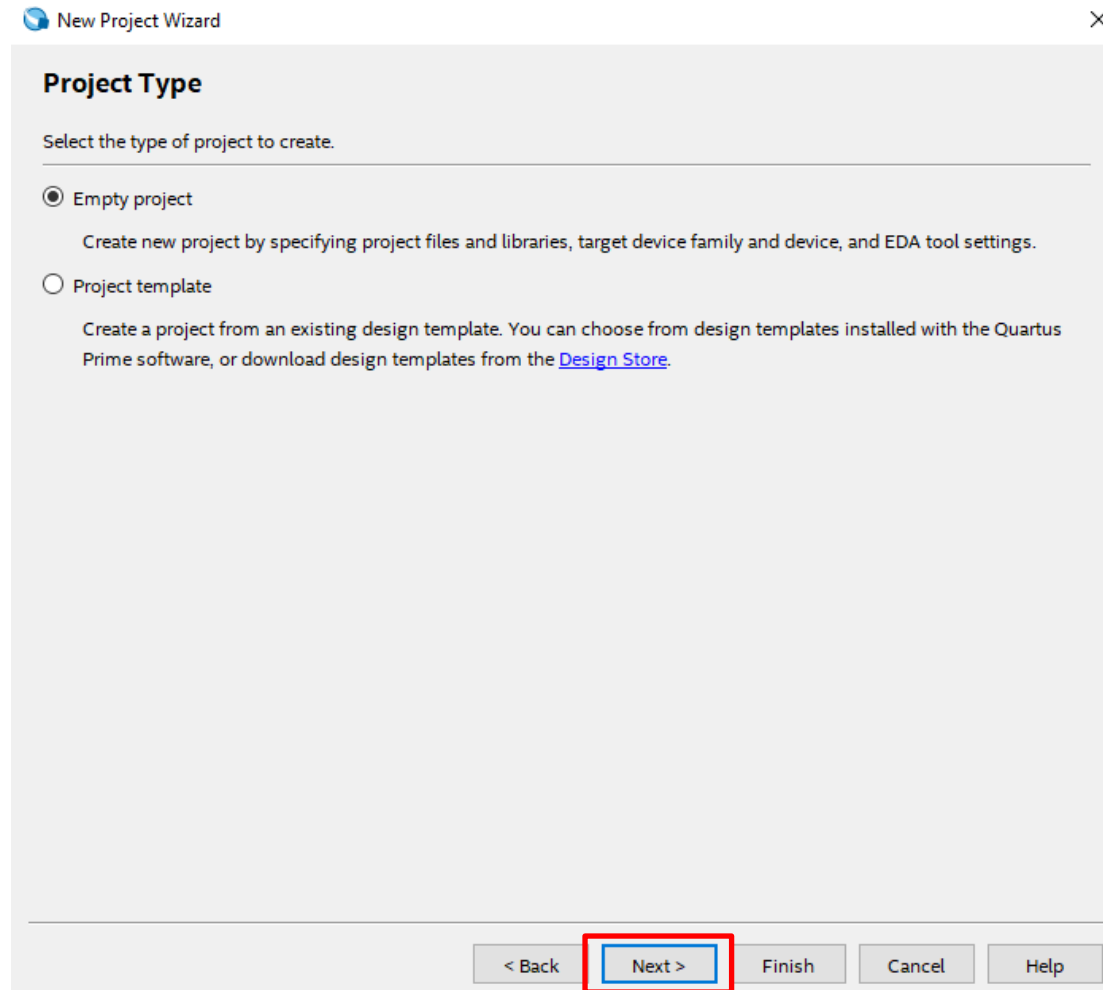 New Project Wizard
Project Type
Select the type of project to create.
Empty project
Create new project by specifying project files and libraries, target device family and device, and EDA tool settings.
Project template
Create a project from an existing design template. You can choose from design templates installed with the Quartus
Prime software, or download design templates from the Design Store.
< Back Next > Finish Cancel Help